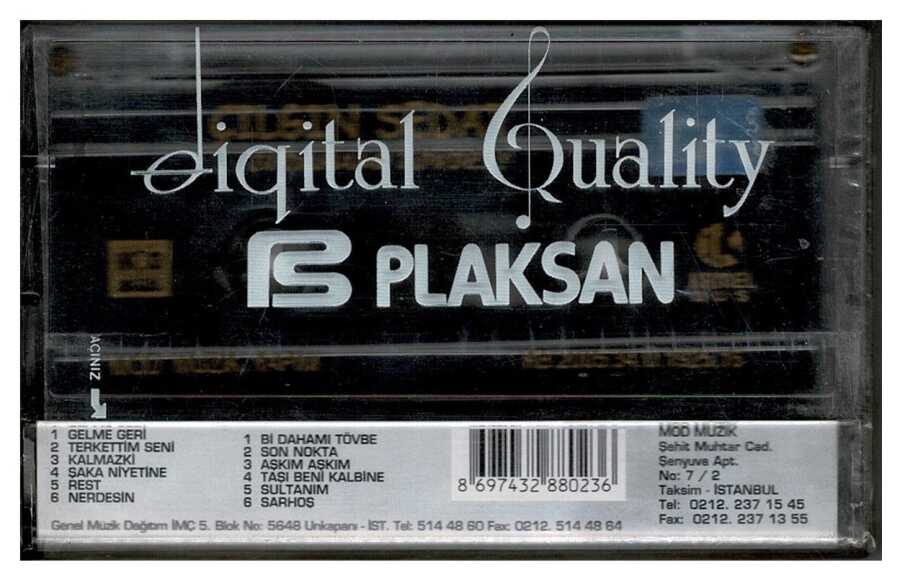 digital Quality
PLAKSAN
AÇINIZ
1 GELME GERİ
2 TERKETTİM SENİ
3 KALMAZKİ
4 ŞAKA NİYETİNE
5 REST
6 NERDESİN
1 Bİ DAHAMI TÖVBE
2 SON NOKTA
3 AŞKIM AŞKIM
4 TAŞI BENİ KALBİNE
5 SULTANIM
6 SARHOŞ
8 697432 880236
MOD MÜZİK
Şehit Muhtar Cad.
Şenyuva Apt.
No: 7 / 2
Taksim - İSTANBUL
Tel: 0212. 237 15 45
Fax: 0212. 237 13 55
Genel Müzik Dağıtım İMÇ 5. Blok No: 5648 Unkapanı - İST. Tel: 514 48 60 Fax: 0212. 514 48 64